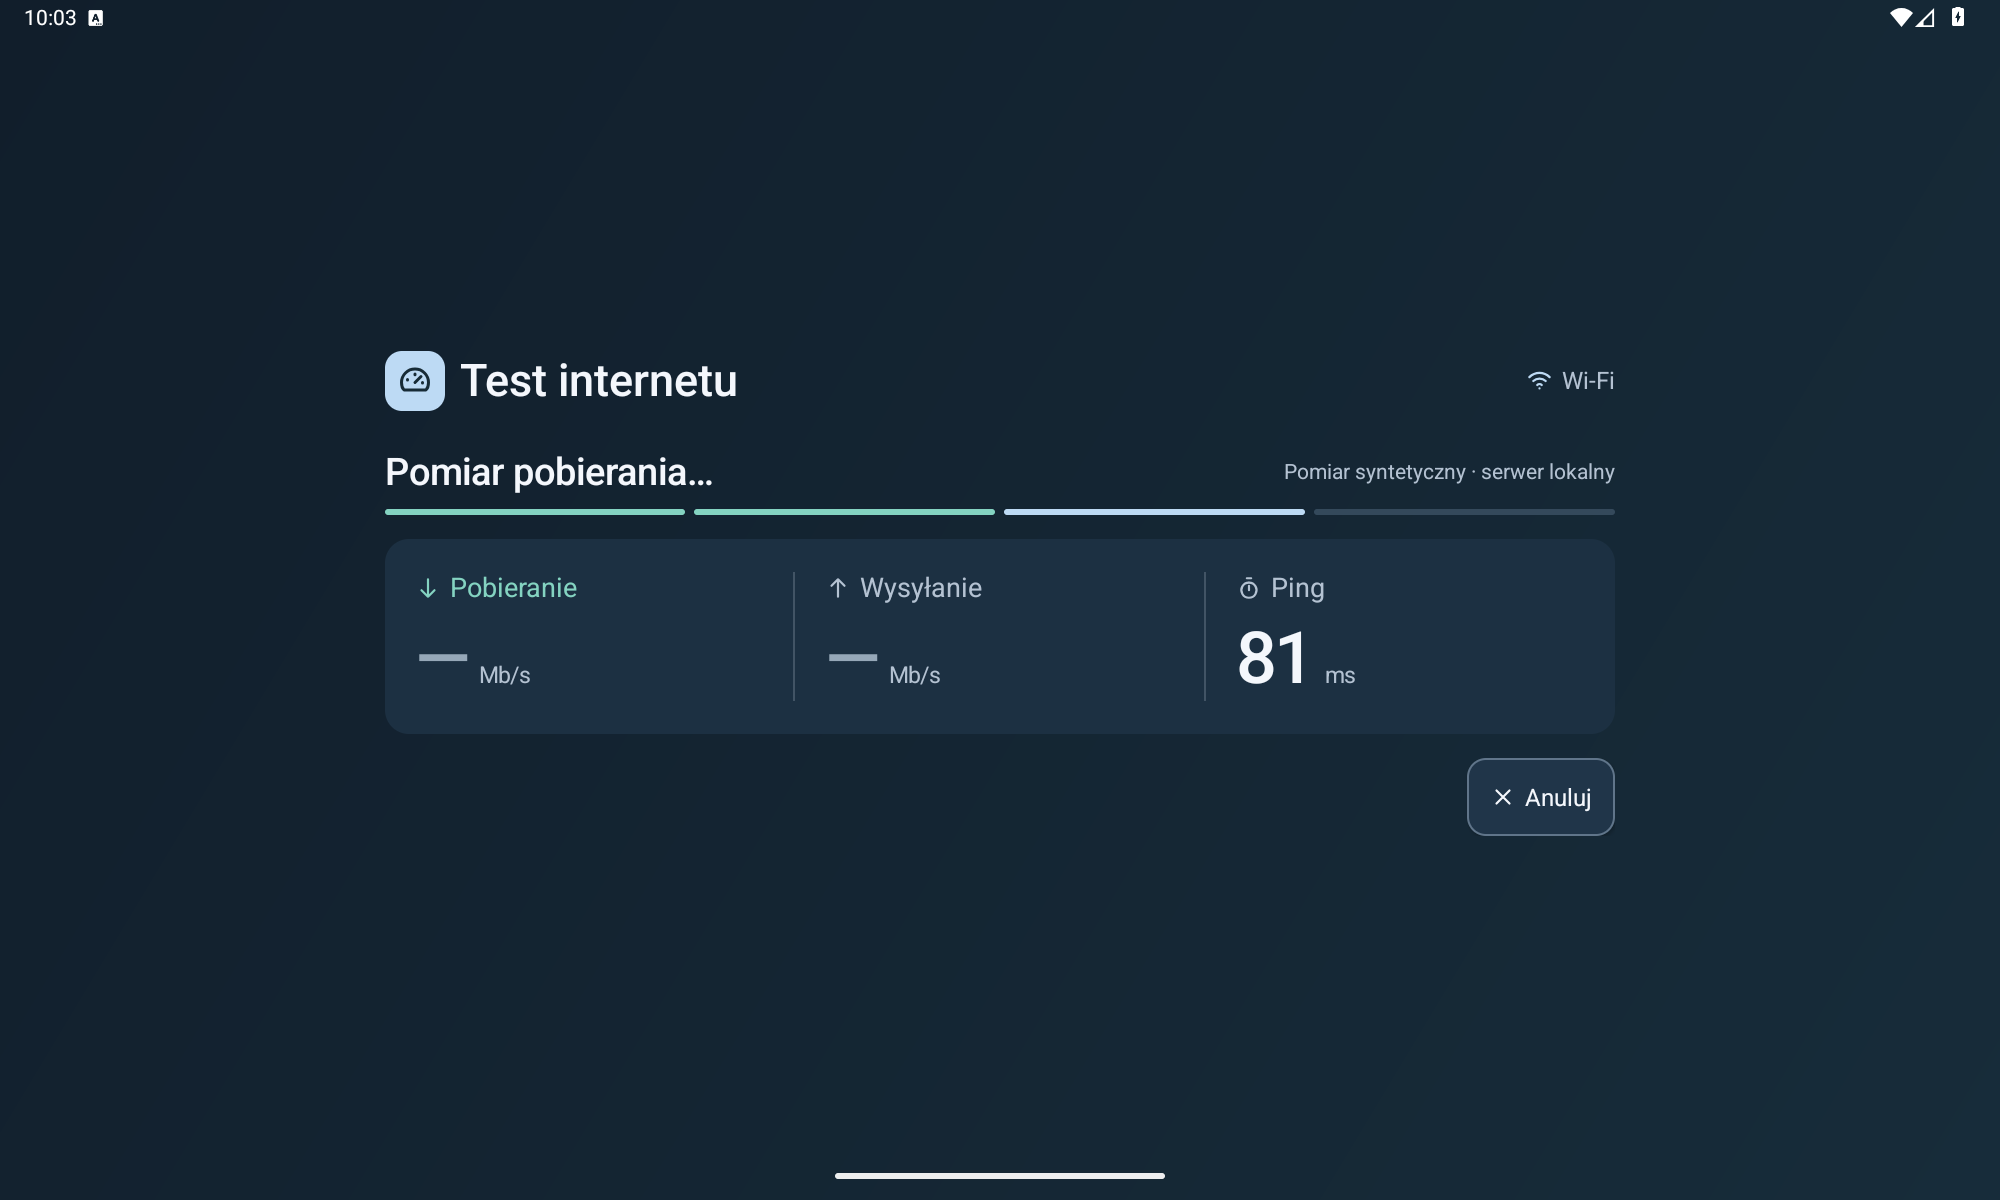 10:03
Test internetu
Wi-Fi
Pomiar pobierania...
Pomiar syntetyczny · serwer lokalny
Pobieranie
— Mb/s
Wysyłanie
— Mb/s
Ping
81 ms
Anuluj